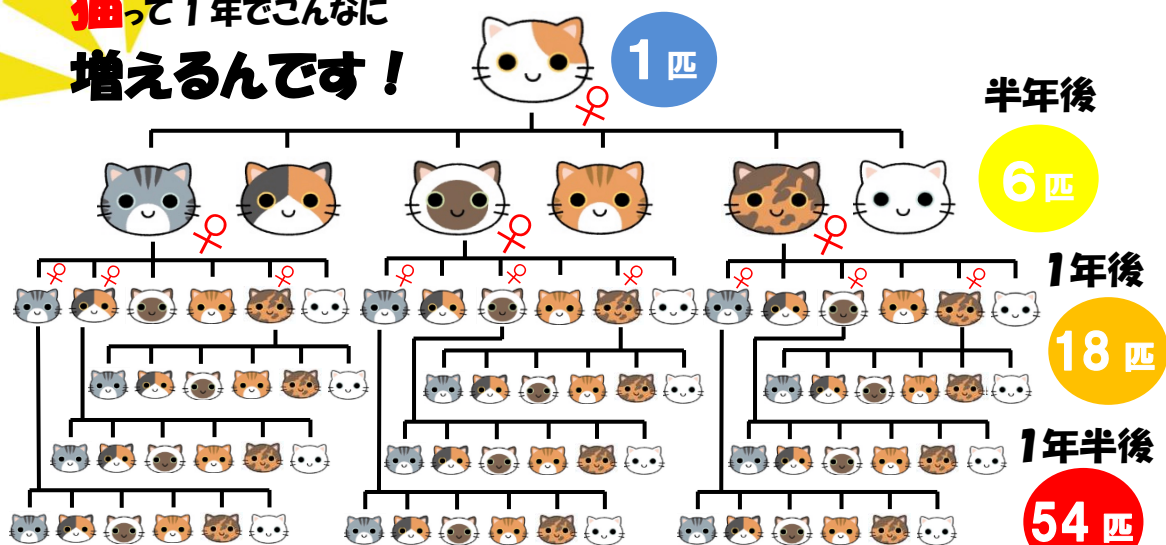 猫って1年でこんなに
増えるんです!
1匹
♀
半年後
6匹
♀ ♀ ♀
1年後
♀ ♀ ♀ ♀ ♀ ♀ ♀ ♀ ♀
18匹
1年半後
54匹